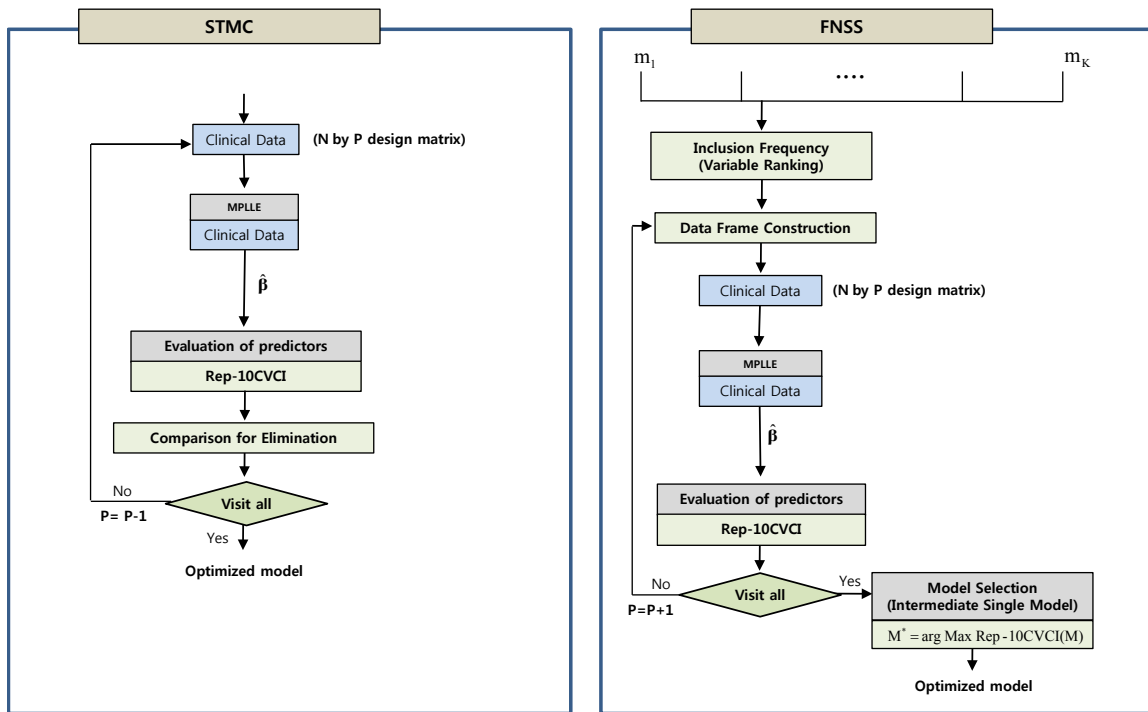 STMC
Clinical Data
(N by P design matrix)
MPLLE
Clinical Data
β̂
Evaluation of predictors
Rep-10CVCI
Comparison for Elimination
No
Visit all
P= P-1
Yes
Optimized model
FNSS
m₁ .... m_K
Inclusion Frequency
(Variable Ranking)
Data Frame Construction
Clinical Data
(N by P design matrix)
MPLLE
Clinical Data
β̂
Evaluation of predictors
Rep-10CVCI
No
Visit all
Yes
P=P+1
Model Selection
(Intermediate Single Model)
M* = arg Max Rep-10CVCI(M)
Optimized model